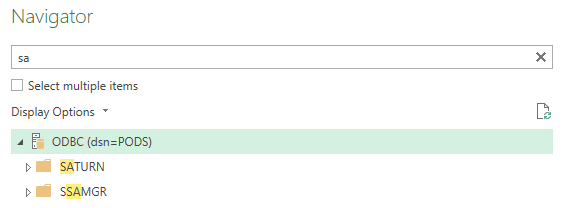 Navigator
sa
Select multiple items
Display Options
ODBC (dsn=PODS)
SATURN
SSAMGR